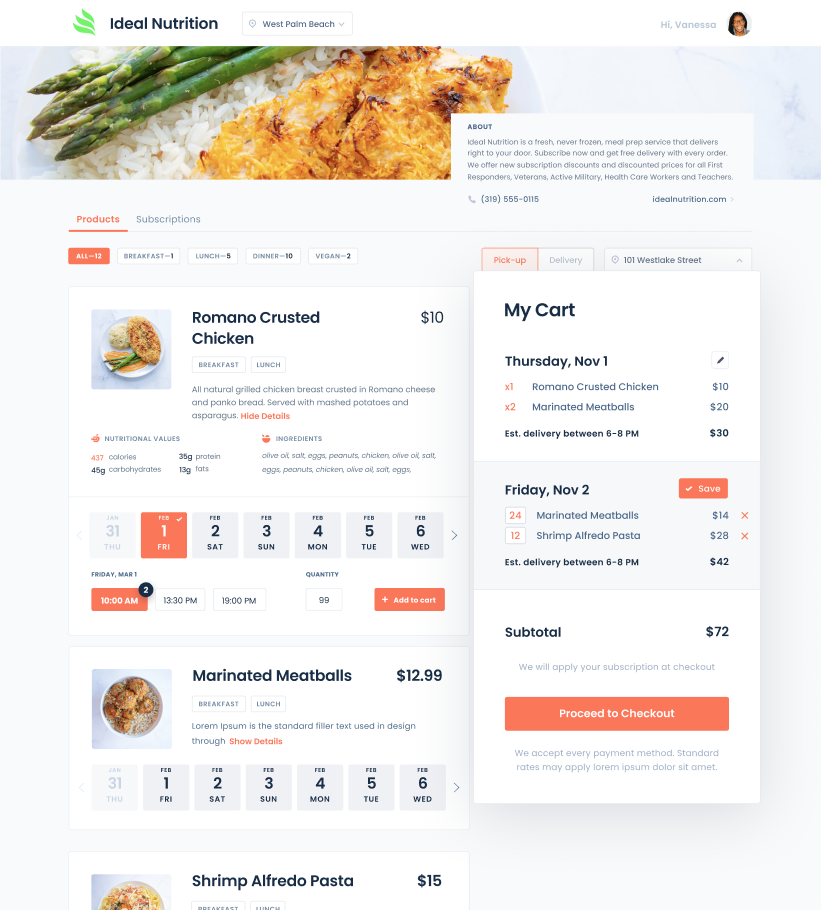 Ideal Nutrition
West Palm Beach
Hi, Vanessa
ABOUT
Ideal Nutrition is a fresh, never frozen, meal prep service that delivers
right to your door. Subscribe now and get free delivery with every order.
We offer new subscription discounts and discounted prices for all First
Responders, Veterans, Active Military, Health Care Workers and Teachers.
(319) 555-0115
idealnutrition.com
Products
Subscriptions
ALL—12
BREAKFAST—1
LUNCH—5
DINNER—10
VEGAN—2
Pick-up
Delivery
101 Westlake Street
Romano Crusted
Chicken
$10
BREAKFAST
LUNCH
All natural grilled chicken breast crusted in Romano cheese
and panko bread. Served with mashed potatoes and
asparagus. Hide Details
NUTRITIONAL VALUES
437 calories
35g protein
45g carbohydrates
13g fats
INGREDIENTS
olive oil, salt, eggs, peanuts, chicken, olive oil, salt,
eggs, peanuts, chicken, olive oil, salt, eggs,
JAN
31
THU
FEB
1
FRI
FEB
2
SAT
FEB
3
SUN
FEB
4
MON
FEB
5
TUE
FEB
6
WED
FRIDAY, MAR 1
10:00 AM
2
13:30 PM
19:00 PM
QUANTITY
99
+ Add to cart
Marinated Meatballs
$12.99
BREAKFAST
LUNCH
Lorem Ipsum is the standard filler text used in design
through Show Details
JAN
31
THU
FEB
1
FRI
FEB
2
SAT
FEB
3
SUN
FEB
4
MON
FEB
5
TUE
FEB
6
WED
Shrimp Alfredo Pasta
$15
BREAKFAST
LUNCH
My Cart
Thursday, Nov 1
x1 Romano Crusted Chicken $10
x2 Marinated Meatballs $20
Est. delivery between 6-8 PM $30
Friday, Nov 2
Save
24 Marinated Meatballs $14
12 Shrimp Alfredo Pasta $28
Est. delivery between 6-8 PM $42
Subtotal $72
We will apply your subscription at checkout
Proceed to Checkout
We accept every payment method. Standard
rates may apply lorem ipsum dolor sit amet.